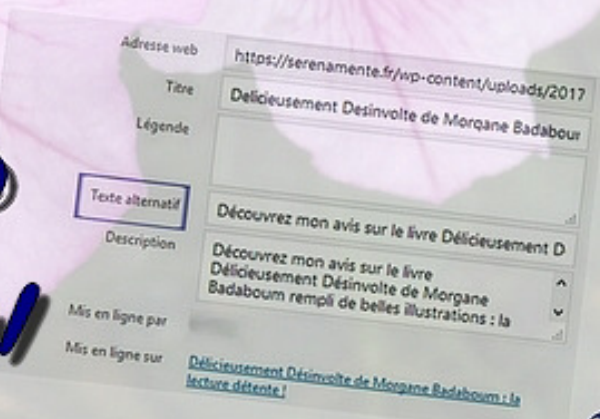 Adresse web
https://serenamente.fr/wp-content/uploads/2017
Titre
Delicieusement Desinvolte de Morgane Badabour
Légende
Texte alternatif
Découvrez mon avis sur le livre Délicieusement D
Description
Découvrez mon avis sur le livre
Délicieusement Désinvolte de Morgane
Badaboum rempli de belles illustrations : la
Mis en ligne par
Mis en ligne sur
Délicieusement Désinvolte de Morgane Badaboum : la
lecture détente !